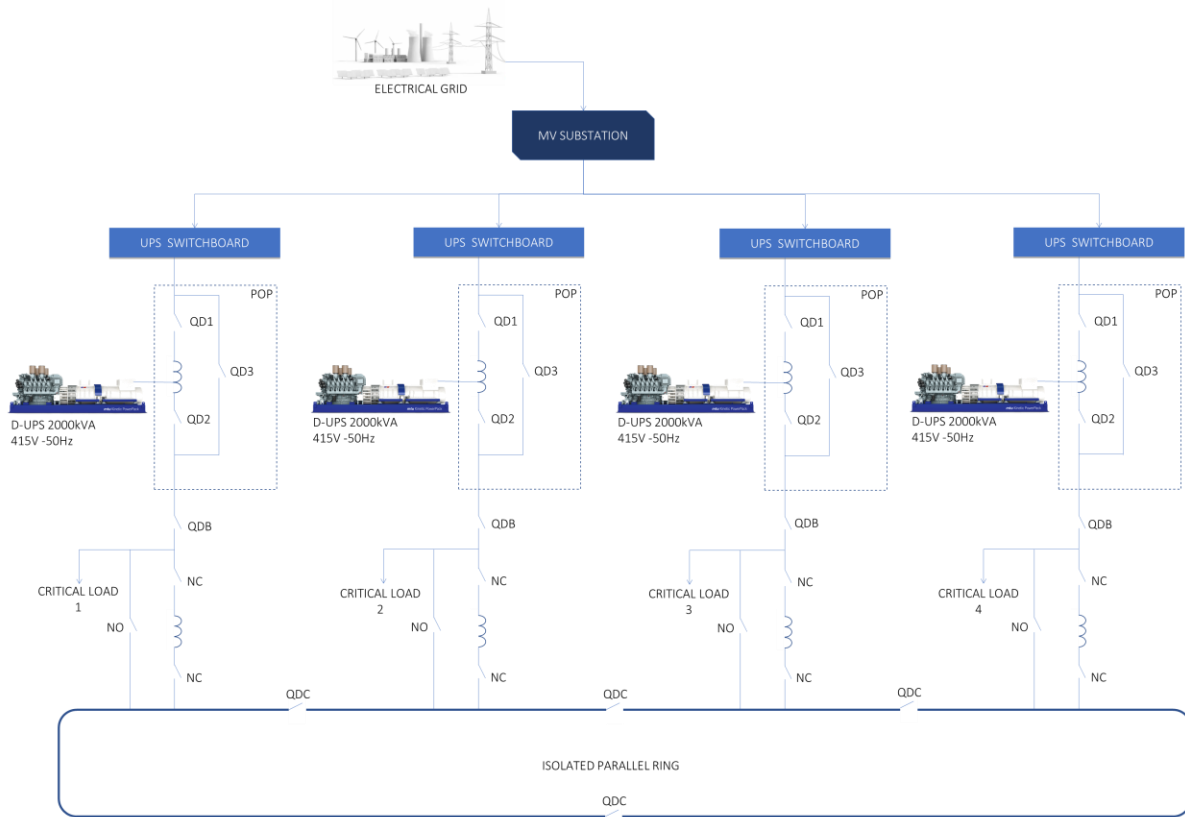 ELECTRICAL GRID
MV SUBSTATION
UPS SWITCHBOARD
UPS SWITCHBOARD
UPS SWITCHBOARD
UPS SWITCHBOARD
POP
POP
POP
POP
QD1
QD1
QD1
QD1
QD3
QD3
QD3
QD3
QD2
QD2
QD2
QD2
D-UPS 2000kVA
415V -50Hz
D-UPS 2000kVA
415V -50Hz
D-UPS 2000kVA
415V -50Hz
D-UPS 2000kVA
415V -50Hz
QDB
QDB
QDB
QDB
CRITICAL LOAD
1
CRITICAL LOAD
2
CRITICAL LOAD
3
CRITICAL LOAD
4
NC
NC
NC
NC
NO
NO
NO
NO
NC
NC
NC
NC
QDC
QDC
QDC
ISOLATED PARALLEL RING
QDC